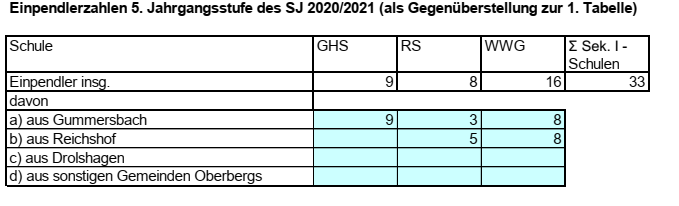 Einpendlerzahlen 5. Jahrgangsstufe des SJ 2020/2021 (als Gegenüberstellung zur 1. Tabelle)
Schule GHS RS WWG Σ Sek. I -
Schulen
Einpendler insg. 9 8 16 33
davon
a) aus Gummersbach 9 3 8
b) aus Reichshof 5 8
c) aus Drolshagen
d) aus sonstigen Gemeinden Oberbergs